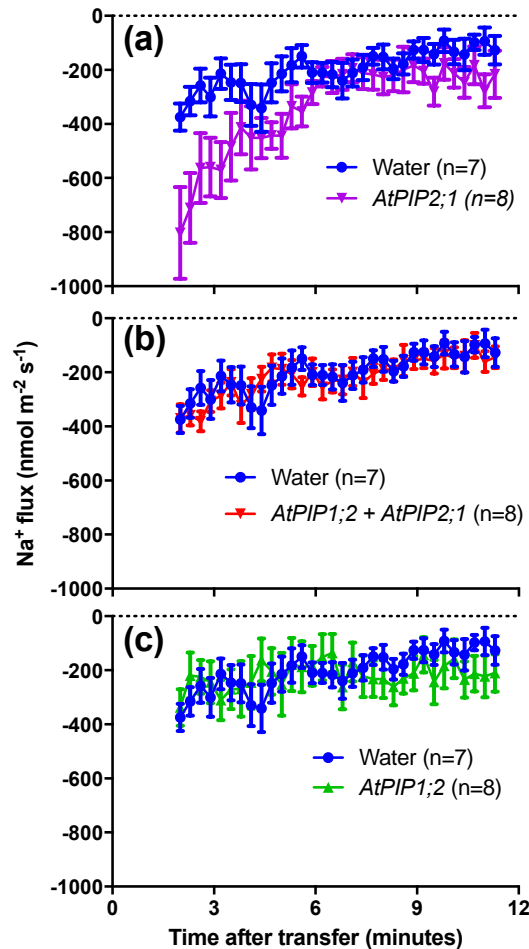 0
-200
-400
-600
-800
-1000
(a)
Water (n=7)
AtPIP2;1 (n=8)
0
-200
-400
-600
-800
-1000
(b)
Water (n=7)
AtPIP1;2 + AtPIP2;1 (n=8)
Na⁺ flux (nmol m⁻² s⁻¹)
0
-200
-400
-600
-800
-1000
(c)
Water (n=7)
AtPIP1;2 (n=8)
0 3 6 9 12
Time after transfer (minutes)